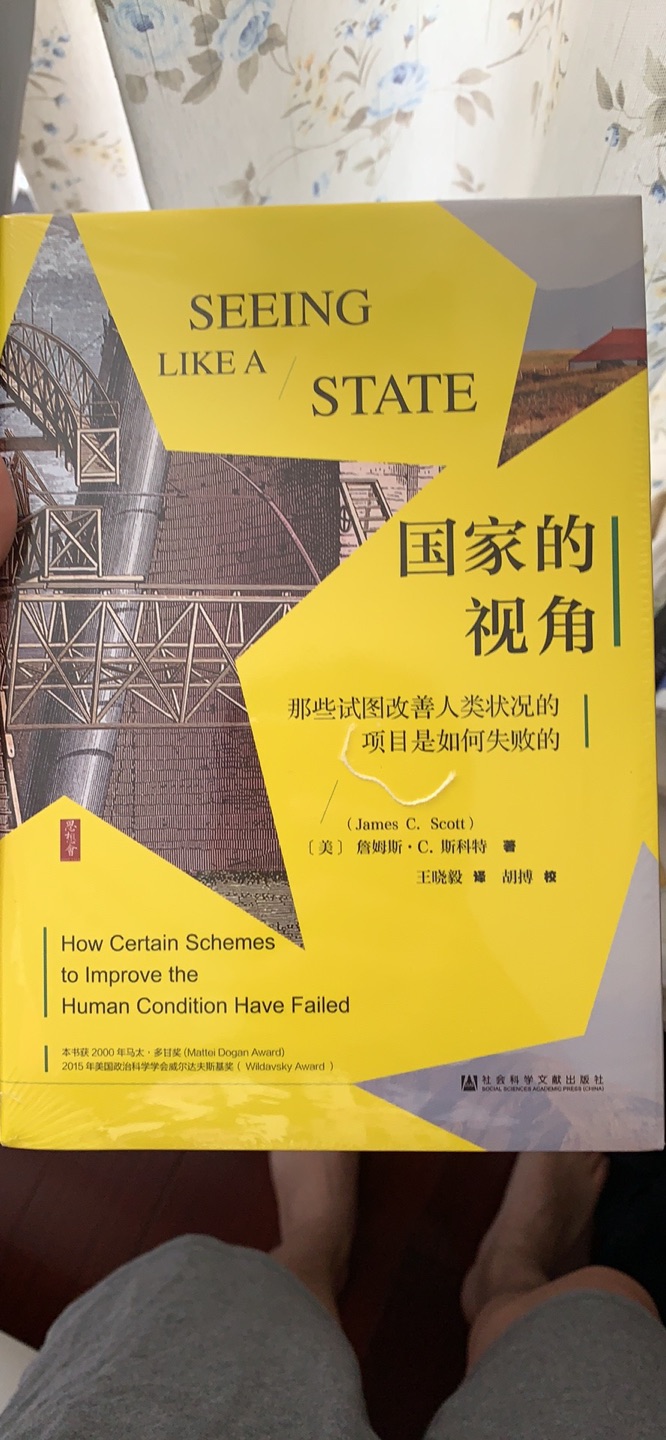 SEEING
LIKE A
STATE
国家的
视角
那些试图改善人类状况的
项目是如何失败的
（James C. Scott）
〔美〕 詹姆斯·C. 斯科特 著
王晓毅 译 胡搏 校
思想會
How Certain Schemes
to Improve the
Human Condition Have Failed
本书获 2000 年马太·多甘奖（Mattei Dogan Award）
2015 年美国政治科学学会威尔达夫斯基奖（ Wildavsky Award ）
社会科学文献出版社
SOCIAL SCIENCES ACADEMIC PRESS (CHINA)